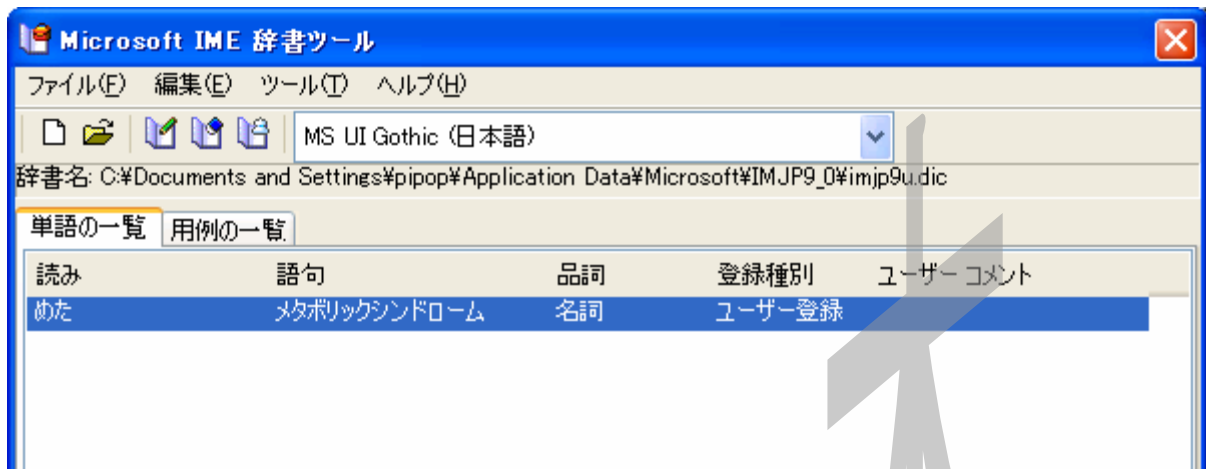 Microsoft IME 辞書ツール
ファイル(F) 編集(E) ツール(T) ヘルプ(H)
MS UI Gothic (日本語)
辞書名: C:¥Documents and Settings¥pipop¥Application Data¥Microsoft¥IMJP9_0¥imjp9u.dic
単語の一覧 用例の一覧
読み 語句 品詞 登録種別 ユーザー コメント
めた メタボリックシンドローム 名詞 ユーザー登録